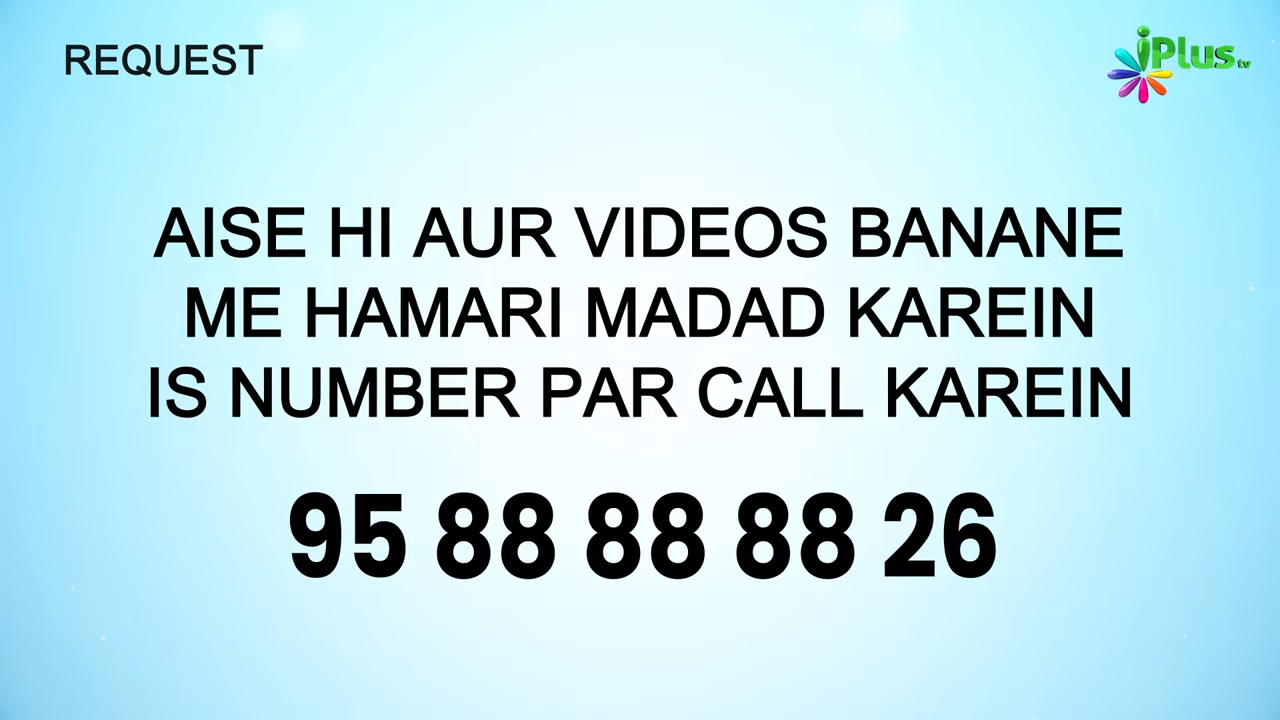 REQUEST
iPlus tv
AISE HI AUR VIDEOS BANANE
ME HAMARI MADAD KAREIN
IS NUMBER PAR CALL KAREIN
95 88 88 88 26